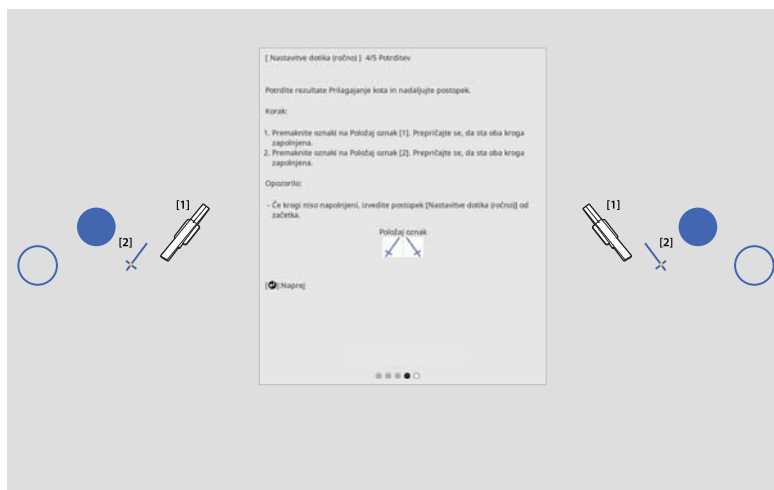 [ Nastavitve dotika (ročno) ] 4/5 Potrditev
Potrdite rezultate Prilagajanje kota in nadaljujte postopek.
Korak:
1. Premaknite oznaki na Položaj oznak [1]. Prepričajte se, da sta oba kroga
zapolnjena.
2. Premaknite oznaki na Položaj oznak [2]. Prepričajte se, da sta oba kroga
zapolnjena.
Opozorilo:
- Če krogi niso napolnjeni, izvedite postopek [Nastavitve dotika (ročno)] od
začetka.
Položaj oznak
[ ]:Naprej
[1]
[2]
[1]
[2]